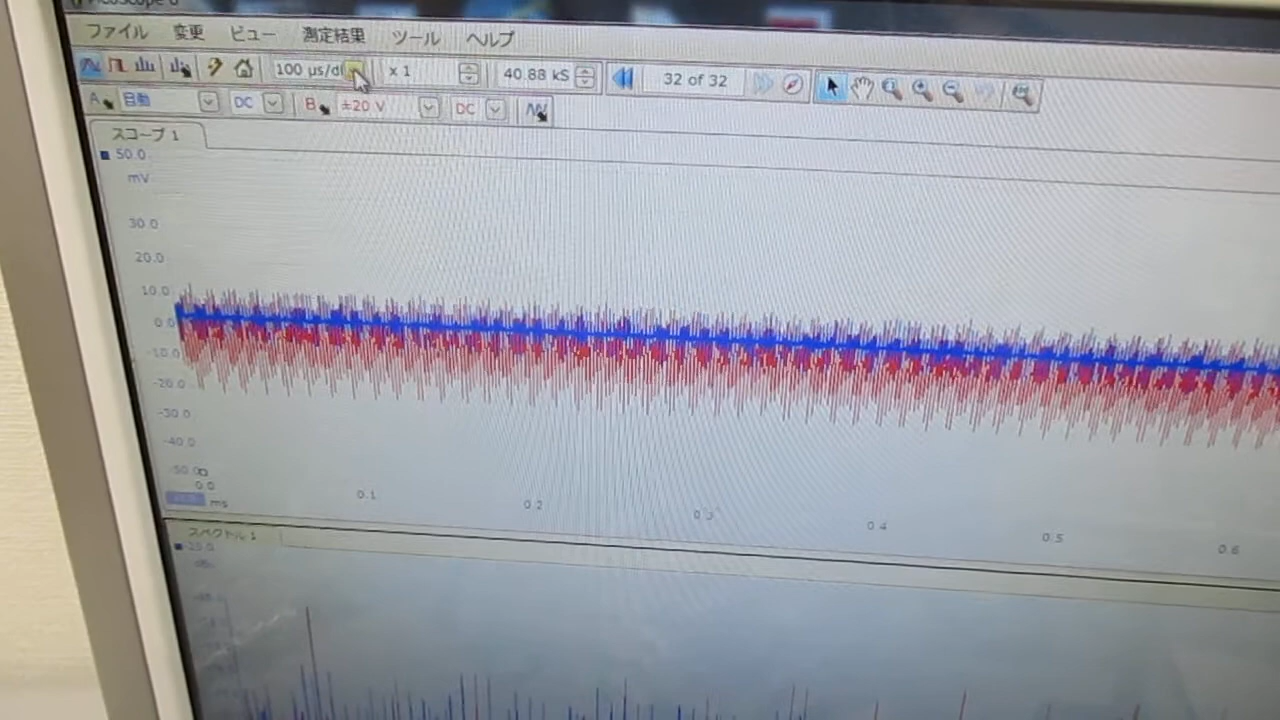 ファイル 変更 ビュー 測定結果 ツール ヘルプ
100 µs/di x 1 40.88 kS 32 of 32
A 自動 DC B ±20 V DC
スコープ 1
50.0
mV
30.0
20.0
10.0
0.0
-10.0
-20.0
-30.0
-40.0
-50.0
0.0 0.1 0.2 0.3 0.4 0.5 0.6
ms
スペクトル 1